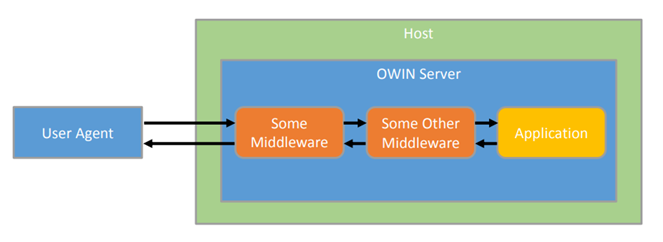 Host
OWIN Server
User Agent
Some
Middleware
Some Other
Middleware
Application